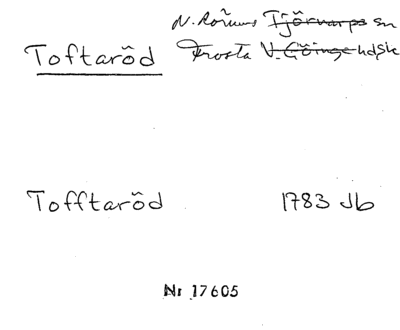 N. Rörums Tjörnarps sn
Toftaröd Frosta V. Göinge hdsk
Tofftaröd 1783 Jb
Nr 17605